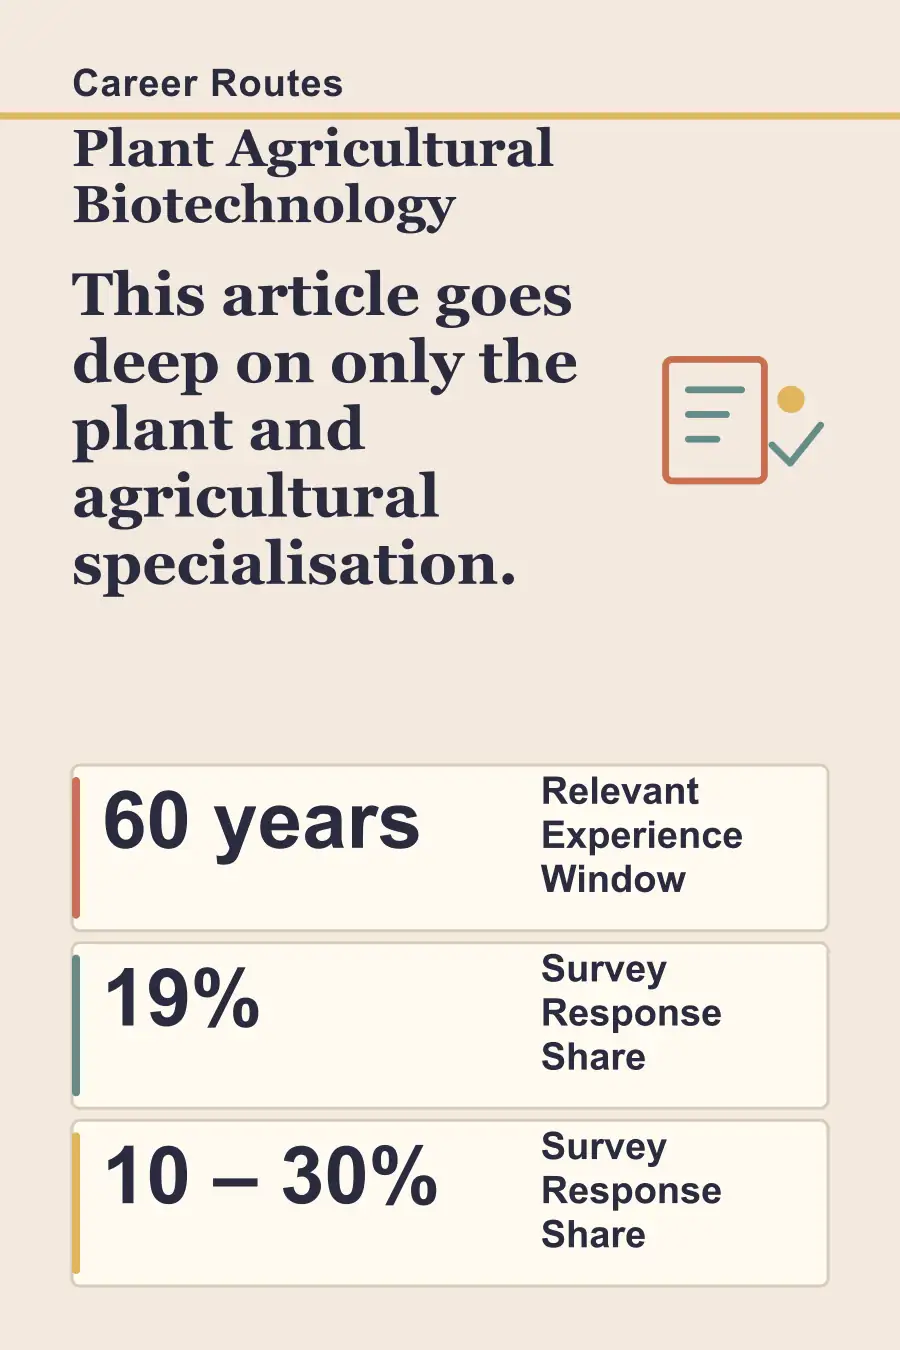 Career Routes
Plant Agricultural
Biotechnology
This article goes
deep on only the
plant and
agricultural
specialisation.
60 years
Relevant
Experience
Window
19%
Survey
Response
Share
10 – 30%
Survey
Response
Share